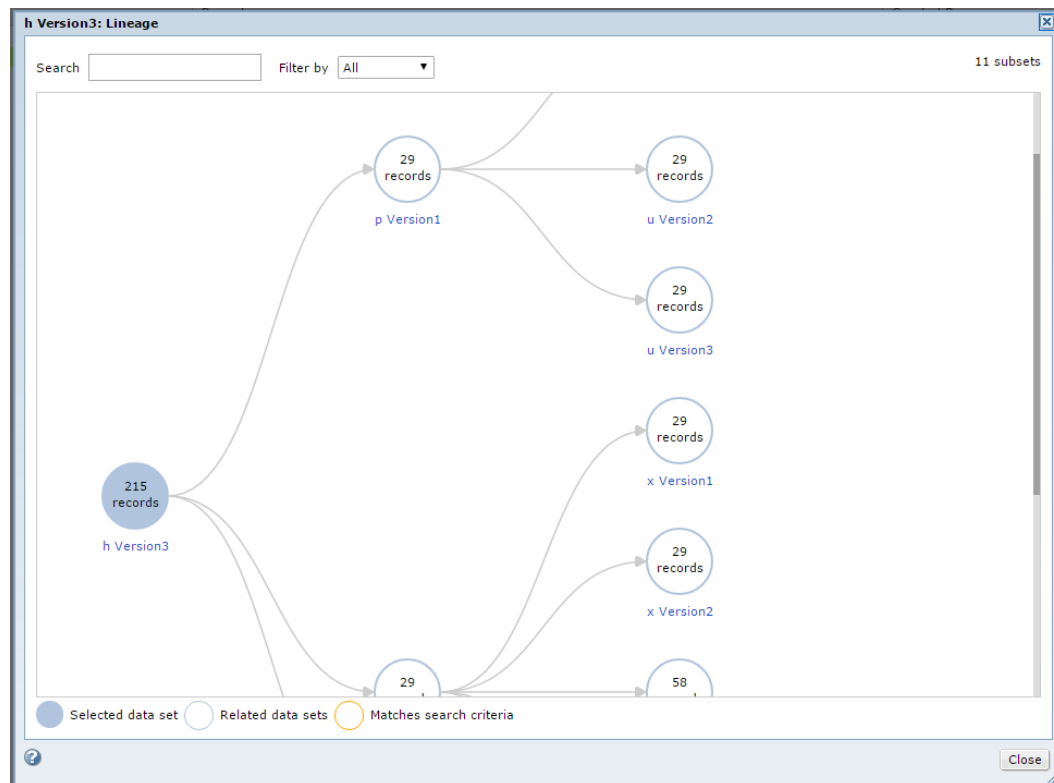 h Version3: Lineage
Search
Filter by All
11 subsets
29
records
p Version1
29
records
u Version2
29
records
u Version3
29
records
x Version1
215
records
h Version3
29
records
x Version2
29
58
Selected data set
Related data sets
Matches search criteria
?
Close